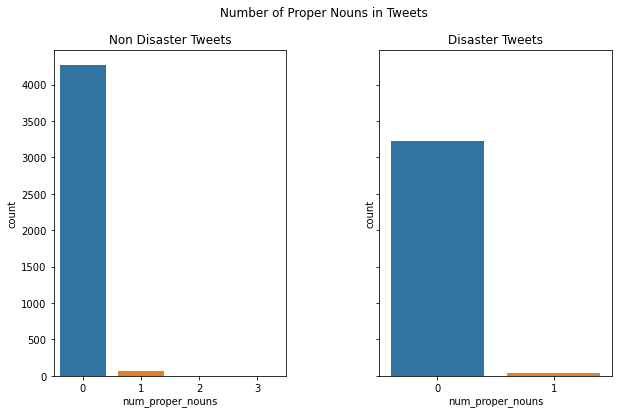 Number of Proper Nouns in Tweets
Non Disaster Tweets
4000
3500
3000
2500
2000
1500
1000
500
0
count
0 1 2 3
num_proper_nouns
Disaster Tweets
count
0 1
num_proper_nouns